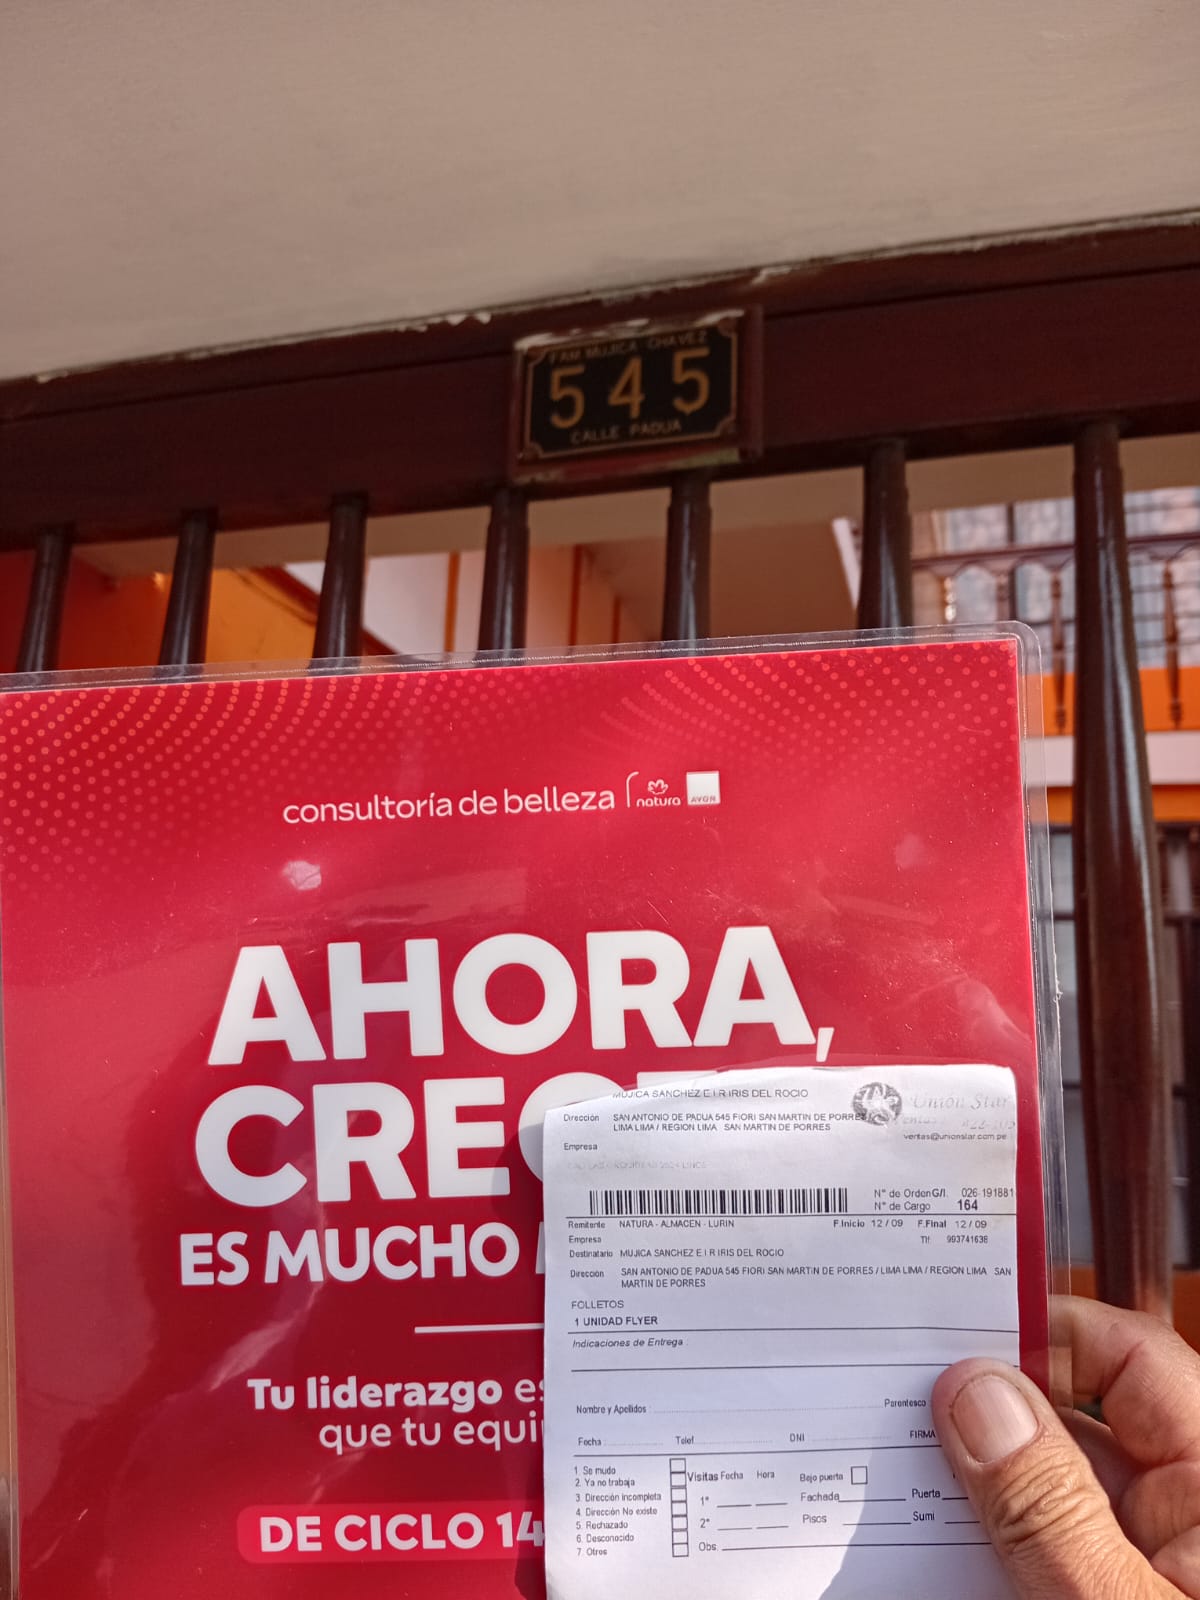 FAM. MUJICA CHAVEZ
545
CALLE PADUA
consultoría de belleza natura AVON
AHORA,
CREC
ES MUCHO
Tu liderazgo es
que tu equi
DE CICLO 14
MUJICA SANCHEZ E I R IRIS DEL ROCIO
Dirección SAN ANTONIO DE PADUA 545 FIORI SAN MARTIN DE PORRES
LIMA LIMA / REGION LIMA SAN MARTIN DE PORRES
Unión Star
ventas@unionstar.com.pe
Empresa
N° de Orden G/I. 026-191881
N° de Cargo 164
Remitente NATURA - ALMACEN - LURIN F.Inicio 12 / 09 F.Final 12 / 09
Empresa Tlf: 993741638
Destinatario MUJICA SANCHEZ E I R IRIS DEL ROCIO
Dirección SAN ANTONIO DE PADUA 545 FIORI SAN MARTIN DE PORRES / LIMA LIMA / REGION LIMA SAN
MARTIN DE PORRES
FOLLETOS
1 UNIDAD FLYER
Indicaciones de Entrega :
Nombre y Apellidos : Parentesco
Fecha Telef. DNI FIRMA
1. Se mudo
2. Ya no trabaja
3. Dirección incompleta
4. Dirección No existe
5. Rechazado
6. Desconocido
7. Otros
Visitas Fecha Hora Bajo puerta
1° Fachada Puerta
2° Pisos Sumi
Obs.